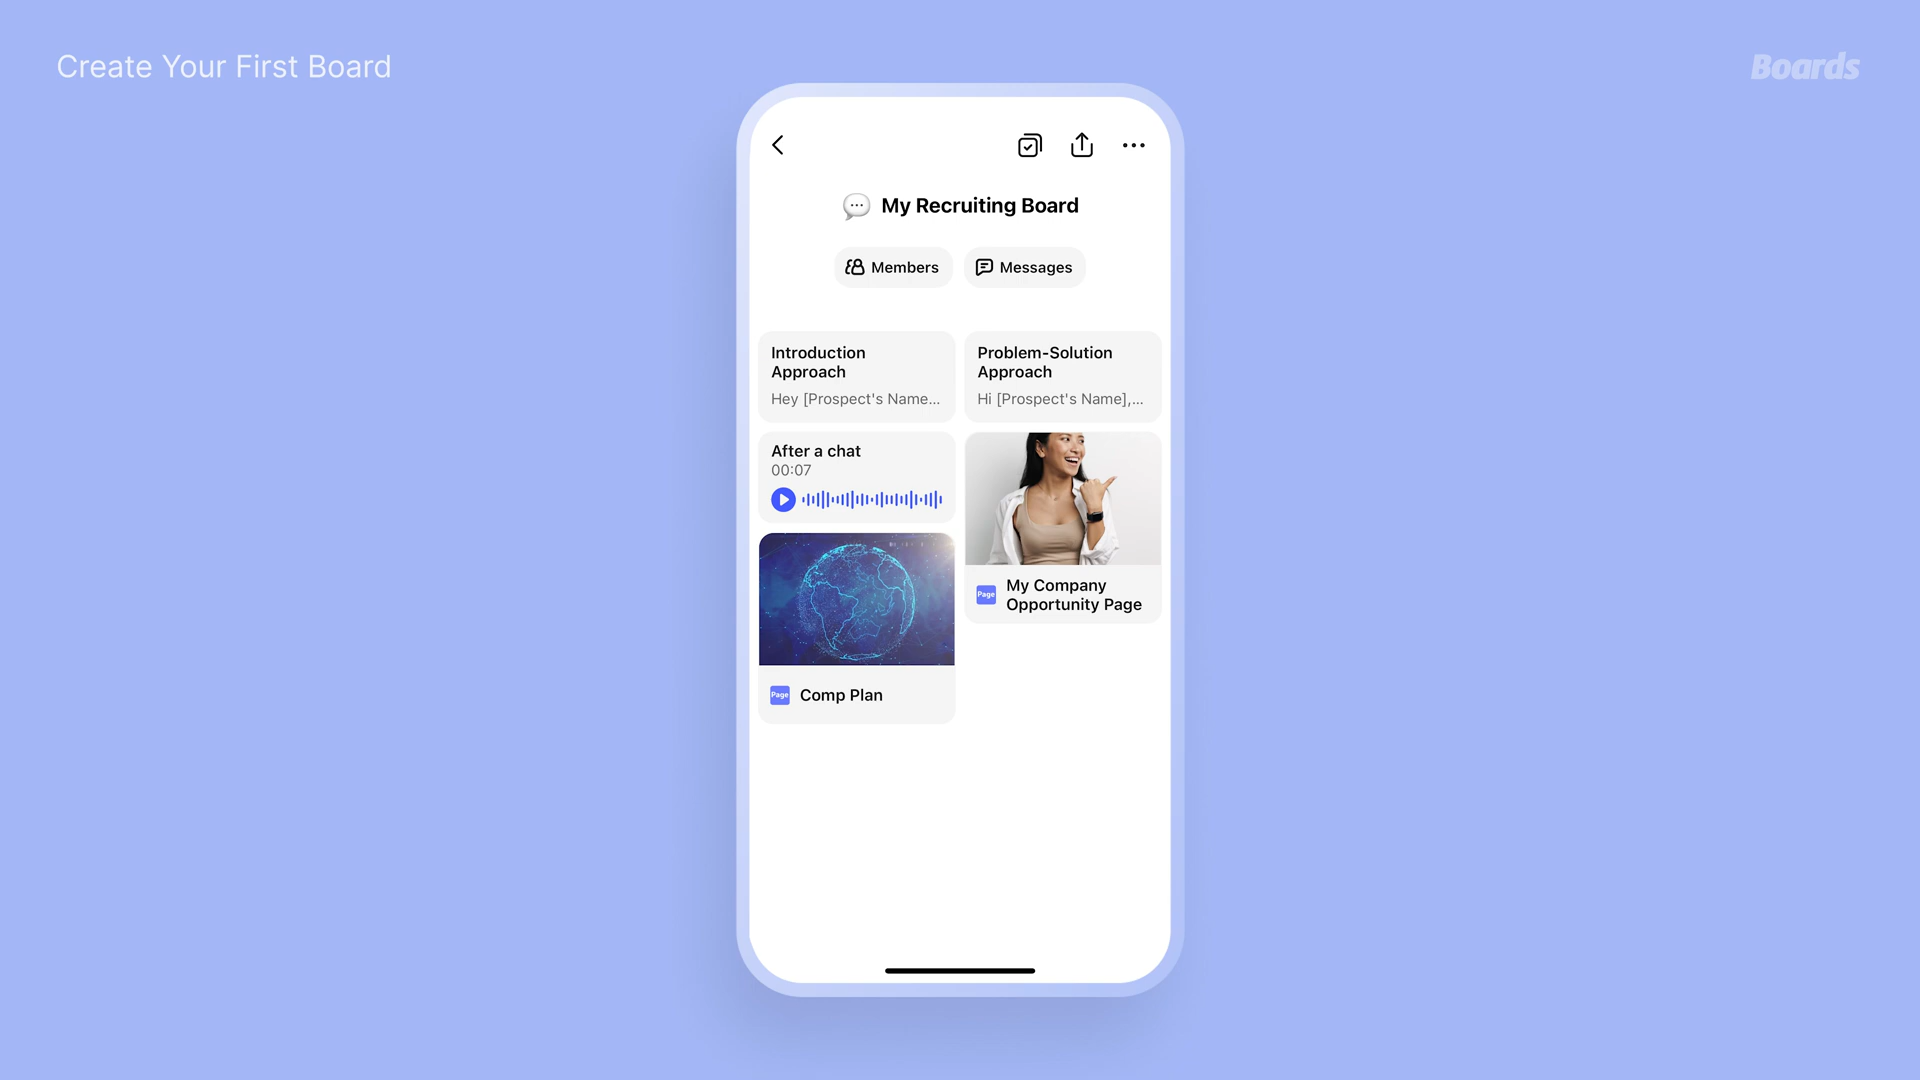 Create Your First Board
Boards
My Recruiting Board
Members
Messages
Introduction
Approach
Hey [Prospect's Name...
Problem-Solution
Approach
Hi [Prospect's Name],...
After a chat
00:07
My Company
Opportunity Page
Page
Comp Plan
Page